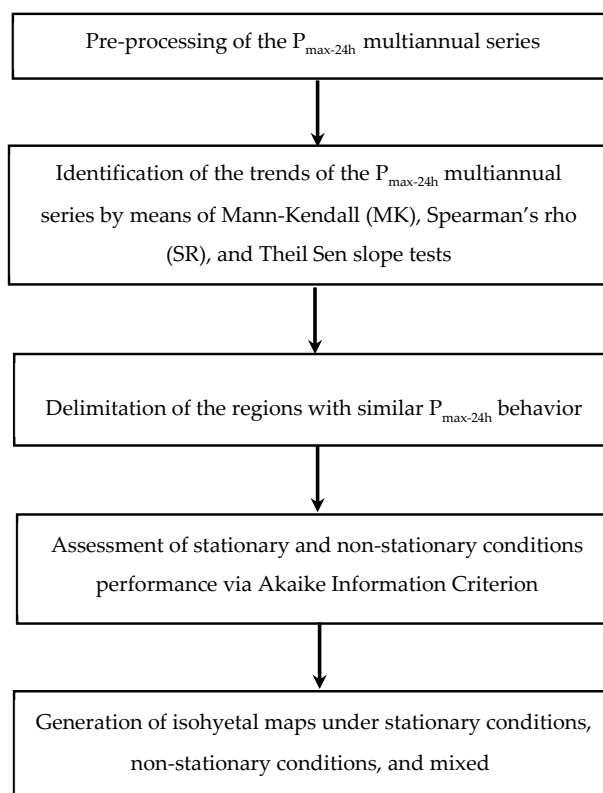 Pre-processing of the P_max-24h multiannual series
Identification of the trends of the P_max-24h multiannual
series by means of Mann-Kendall (MK), Spearman's rho
(SR), and Theil Sen slope tests
Delimitation of the regions with similar P_max-24h behavior
Assessment of stationary and non-stationary conditions
performance via Akaike Information Criterion
Generation of isohyetal maps under stationary conditions,
non-stationary conditions, and mixed